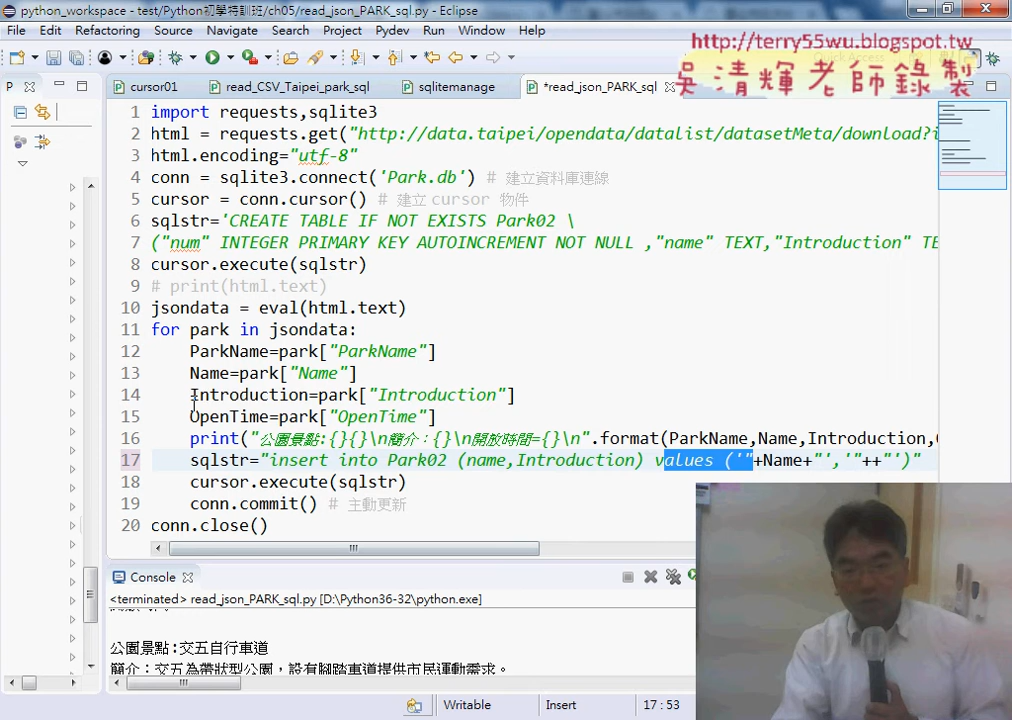 python_workspace - test/Python初學特訓班/ch05/read_json_PARK_sql.py - Eclipse
File Edit Refactoring Source Navigate Search Project Pydev Run Window Help
http://terry55wu.blogspot.tw
Quick Access
吳清輝老師錄製
P cursor01 read_CSV_Taipei_park_sql sqlitemanage *read_json_PARK_sql
1 import requests,sqlite3
2 html = requests.get("http://data.taipei/opendata/datalist/datasetMeta/download?i
3 html.encoding="utf-8"
4 conn = sqlite3.connect('Park.db') # 建立資料庫連線
5 cursor = conn.cursor() # 建立 cursor 物件
6 sqlstr='CREATE TABLE IF NOT EXISTS Park02 \
7 ("num" INTEGER PRIMARY KEY AUTOINCREMENT NOT NULL ,"name" TEXT,"Introduction" TE
8 cursor.execute(sqlstr)
9 # print(html.text)
10 jsondata = eval(html.text)
11 for park in jsondata:
12 ParkName=park["ParkName"]
13 Name=park["Name"]
14 Introduction=park["Introduction"]
15 OpenTime=park["OpenTime"]
16 print("公園景點:{}{}\n簡介：{}\n開放時間={}\n".format(ParkName,Name,Introduction,
17 sqlstr="insert into Park02 (name,Introduction) values ('"+Name+"','"++"')"
18 cursor.execute(sqlstr)
19 conn.commit() # 主動更新
20 conn.close()
Console
<terminated> read_json_PARK_sql.py [D:\Python36-32\python.exe]
公園景點:交五自行車道
簡介：交五為帶狀型公園，設有腳踏車道提供市民運動需求。
Writable Insert 17 : 53